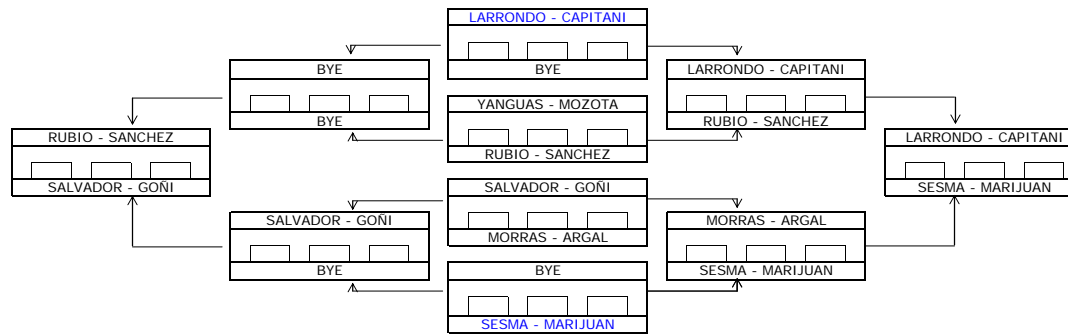 LARRONDO - CAPITANI
BYE
BYE
BYE
LARRONDO - CAPITANI
RUBIO - SANCHEZ
YANGUAS - MOZOTA
RUBIO - SANCHEZ
RUBIO - SANCHEZ
SALVADOR - GOÑI
LARRONDO - CAPITANI
SESMA - MARIJUAN
SALVADOR - GOÑI
MORRAS - ARGAL
SALVADOR - GOÑI
BYE
MORRAS - ARGAL
SESMA - MARIJUAN
BYE
SESMA - MARIJUAN